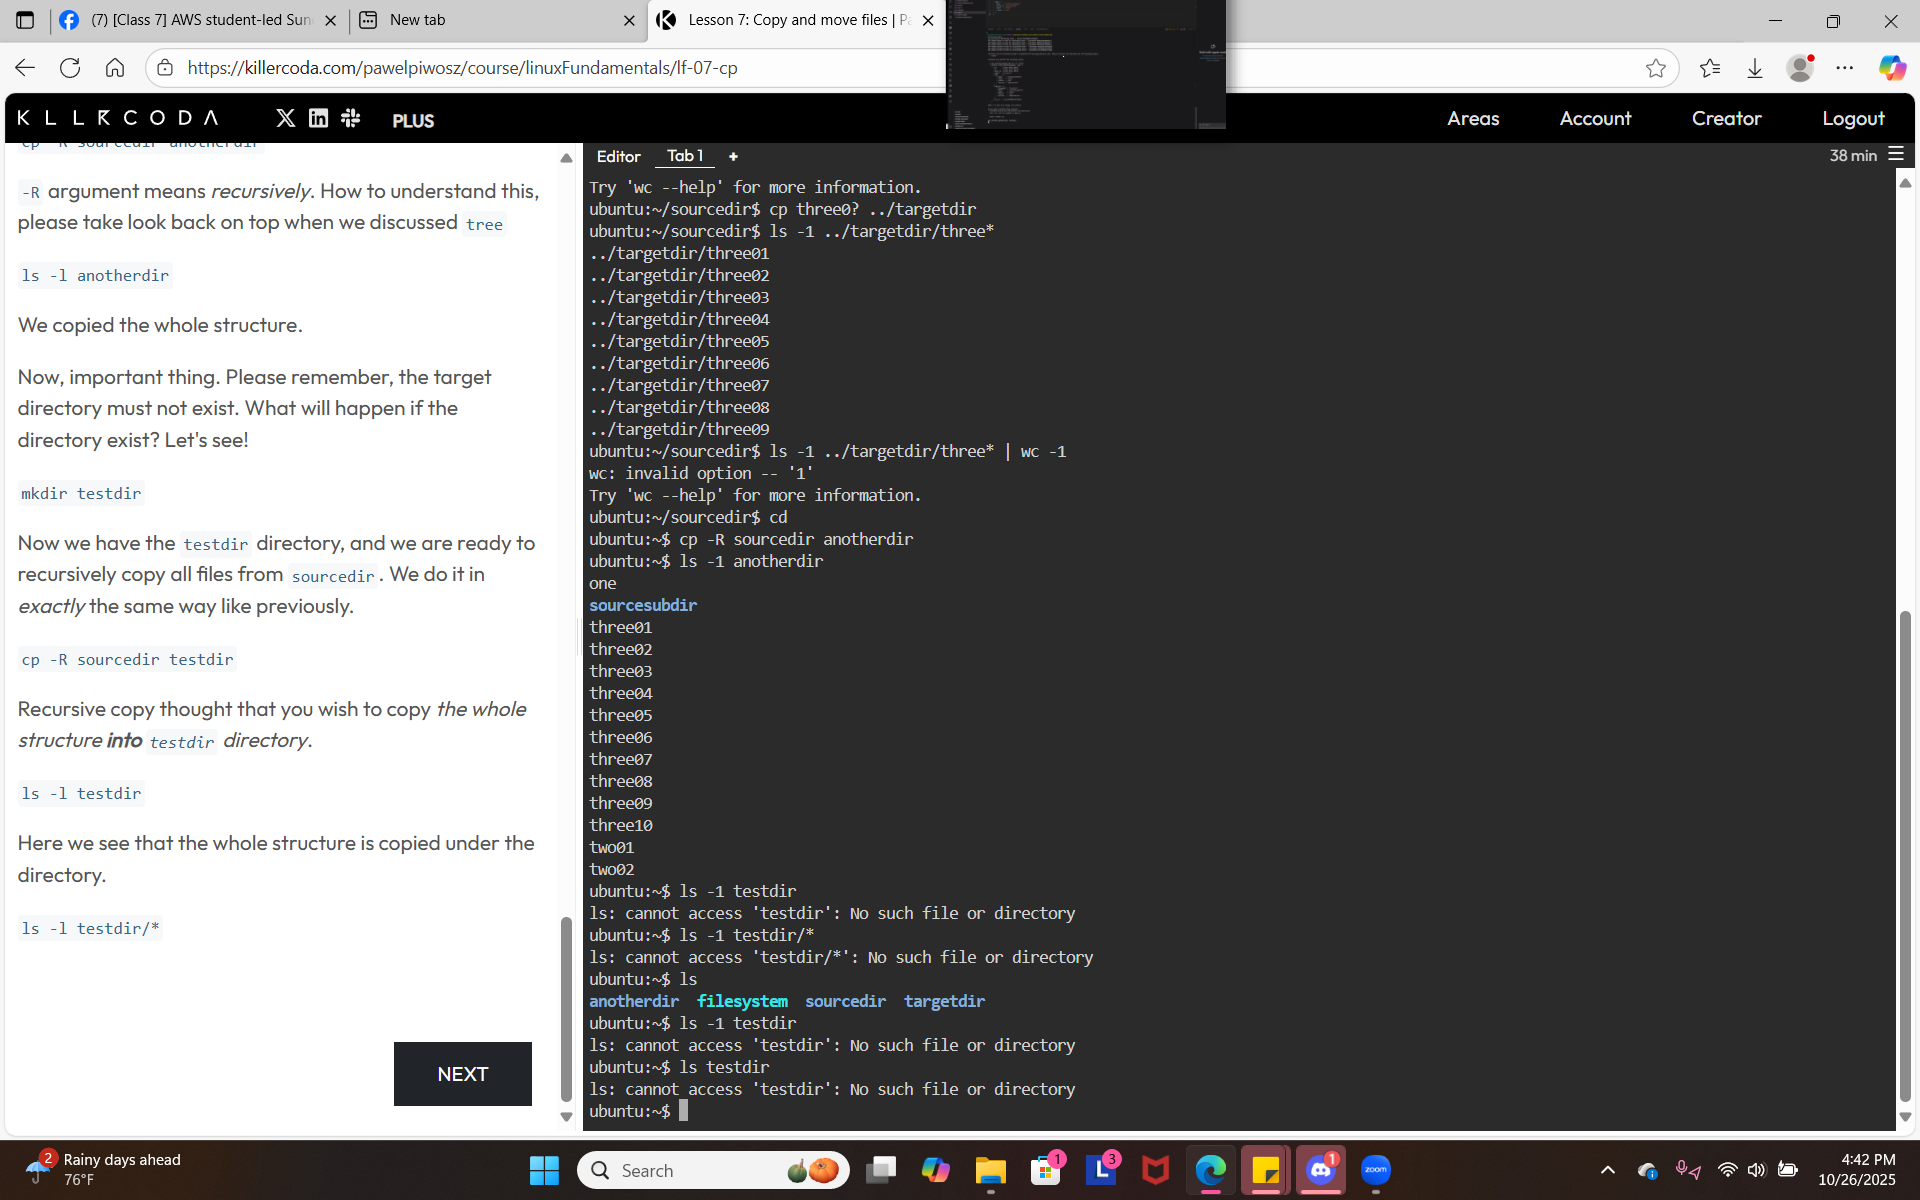 (7) [Class 7] AWS student-led Sun
New tab
Lesson 7: Copy and move files | Pa
https://killercoda.com/pawelpiwosz/course/linuxFundamentals/lf-07-cp
KILLERCODA
PLUS
Areas
Account
Creator
Logout
cp -R sourcedir anotherdir
-R argument means recursively. How to understand this,
please take look back on top when we discussed tree
ls -l anotherdir
We copied the whole structure.
Now, important thing. Please remember, the target
directory must not exist. What will happen if the
directory exist? Let's see!
mkdir testdir
Now we have the testdir directory, and we are ready to
recursively copy all files from sourcedir. We do it in
exactly the same way like previously.
cp -R sourcedir testdir
Recursive copy thought that you wish to copy the whole
structure into testdir directory.
ls -l testdir
Here we see that the whole structure is copied under the
directory.
ls -l testdir/*
NEXT
Editor
Tab 1
+
38 min
Try 'wc --help' for more information.
ubuntu:~/sourcedir$ cp three0? ../targetdir
ubuntu:~/sourcedir$ ls -1 ../targetdir/three*
../targetdir/three01
../targetdir/three02
../targetdir/three03
../targetdir/three04
../targetdir/three05
../targetdir/three06
../targetdir/three07
../targetdir/three08
../targetdir/three09
ubuntu:~/sourcedir$ ls -1 ../targetdir/three* | wc -1
wc: invalid option -- '1'
Try 'wc --help' for more information.
ubuntu:~/sourcedir$ cd
ubuntu:~$ cp -R sourcedir anotherdir
ubuntu:~$ ls -1 anotherdir
one
sourcesubdir
three01
three02
three03
three04
three05
three06
three07
three08
three09
three10
two01
two02
ubuntu:~$ ls -1 testdir
ls: cannot access 'testdir': No such file or directory
ubuntu:~$ ls -1 testdir/*
ls: cannot access 'testdir/*': No such file or directory
ubuntu:~$ ls
anotherdir filesystem sourcedir targetdir
ubuntu:~$ ls -1 testdir
ls: cannot access 'testdir': No such file or directory
ubuntu:~$ ls testdir
ls: cannot access 'testdir': No such file or directory
ubuntu:~$
2
Rainy days ahead
76°F
Search
1
L
3
1
zoom
4:42 PM
10/26/2025